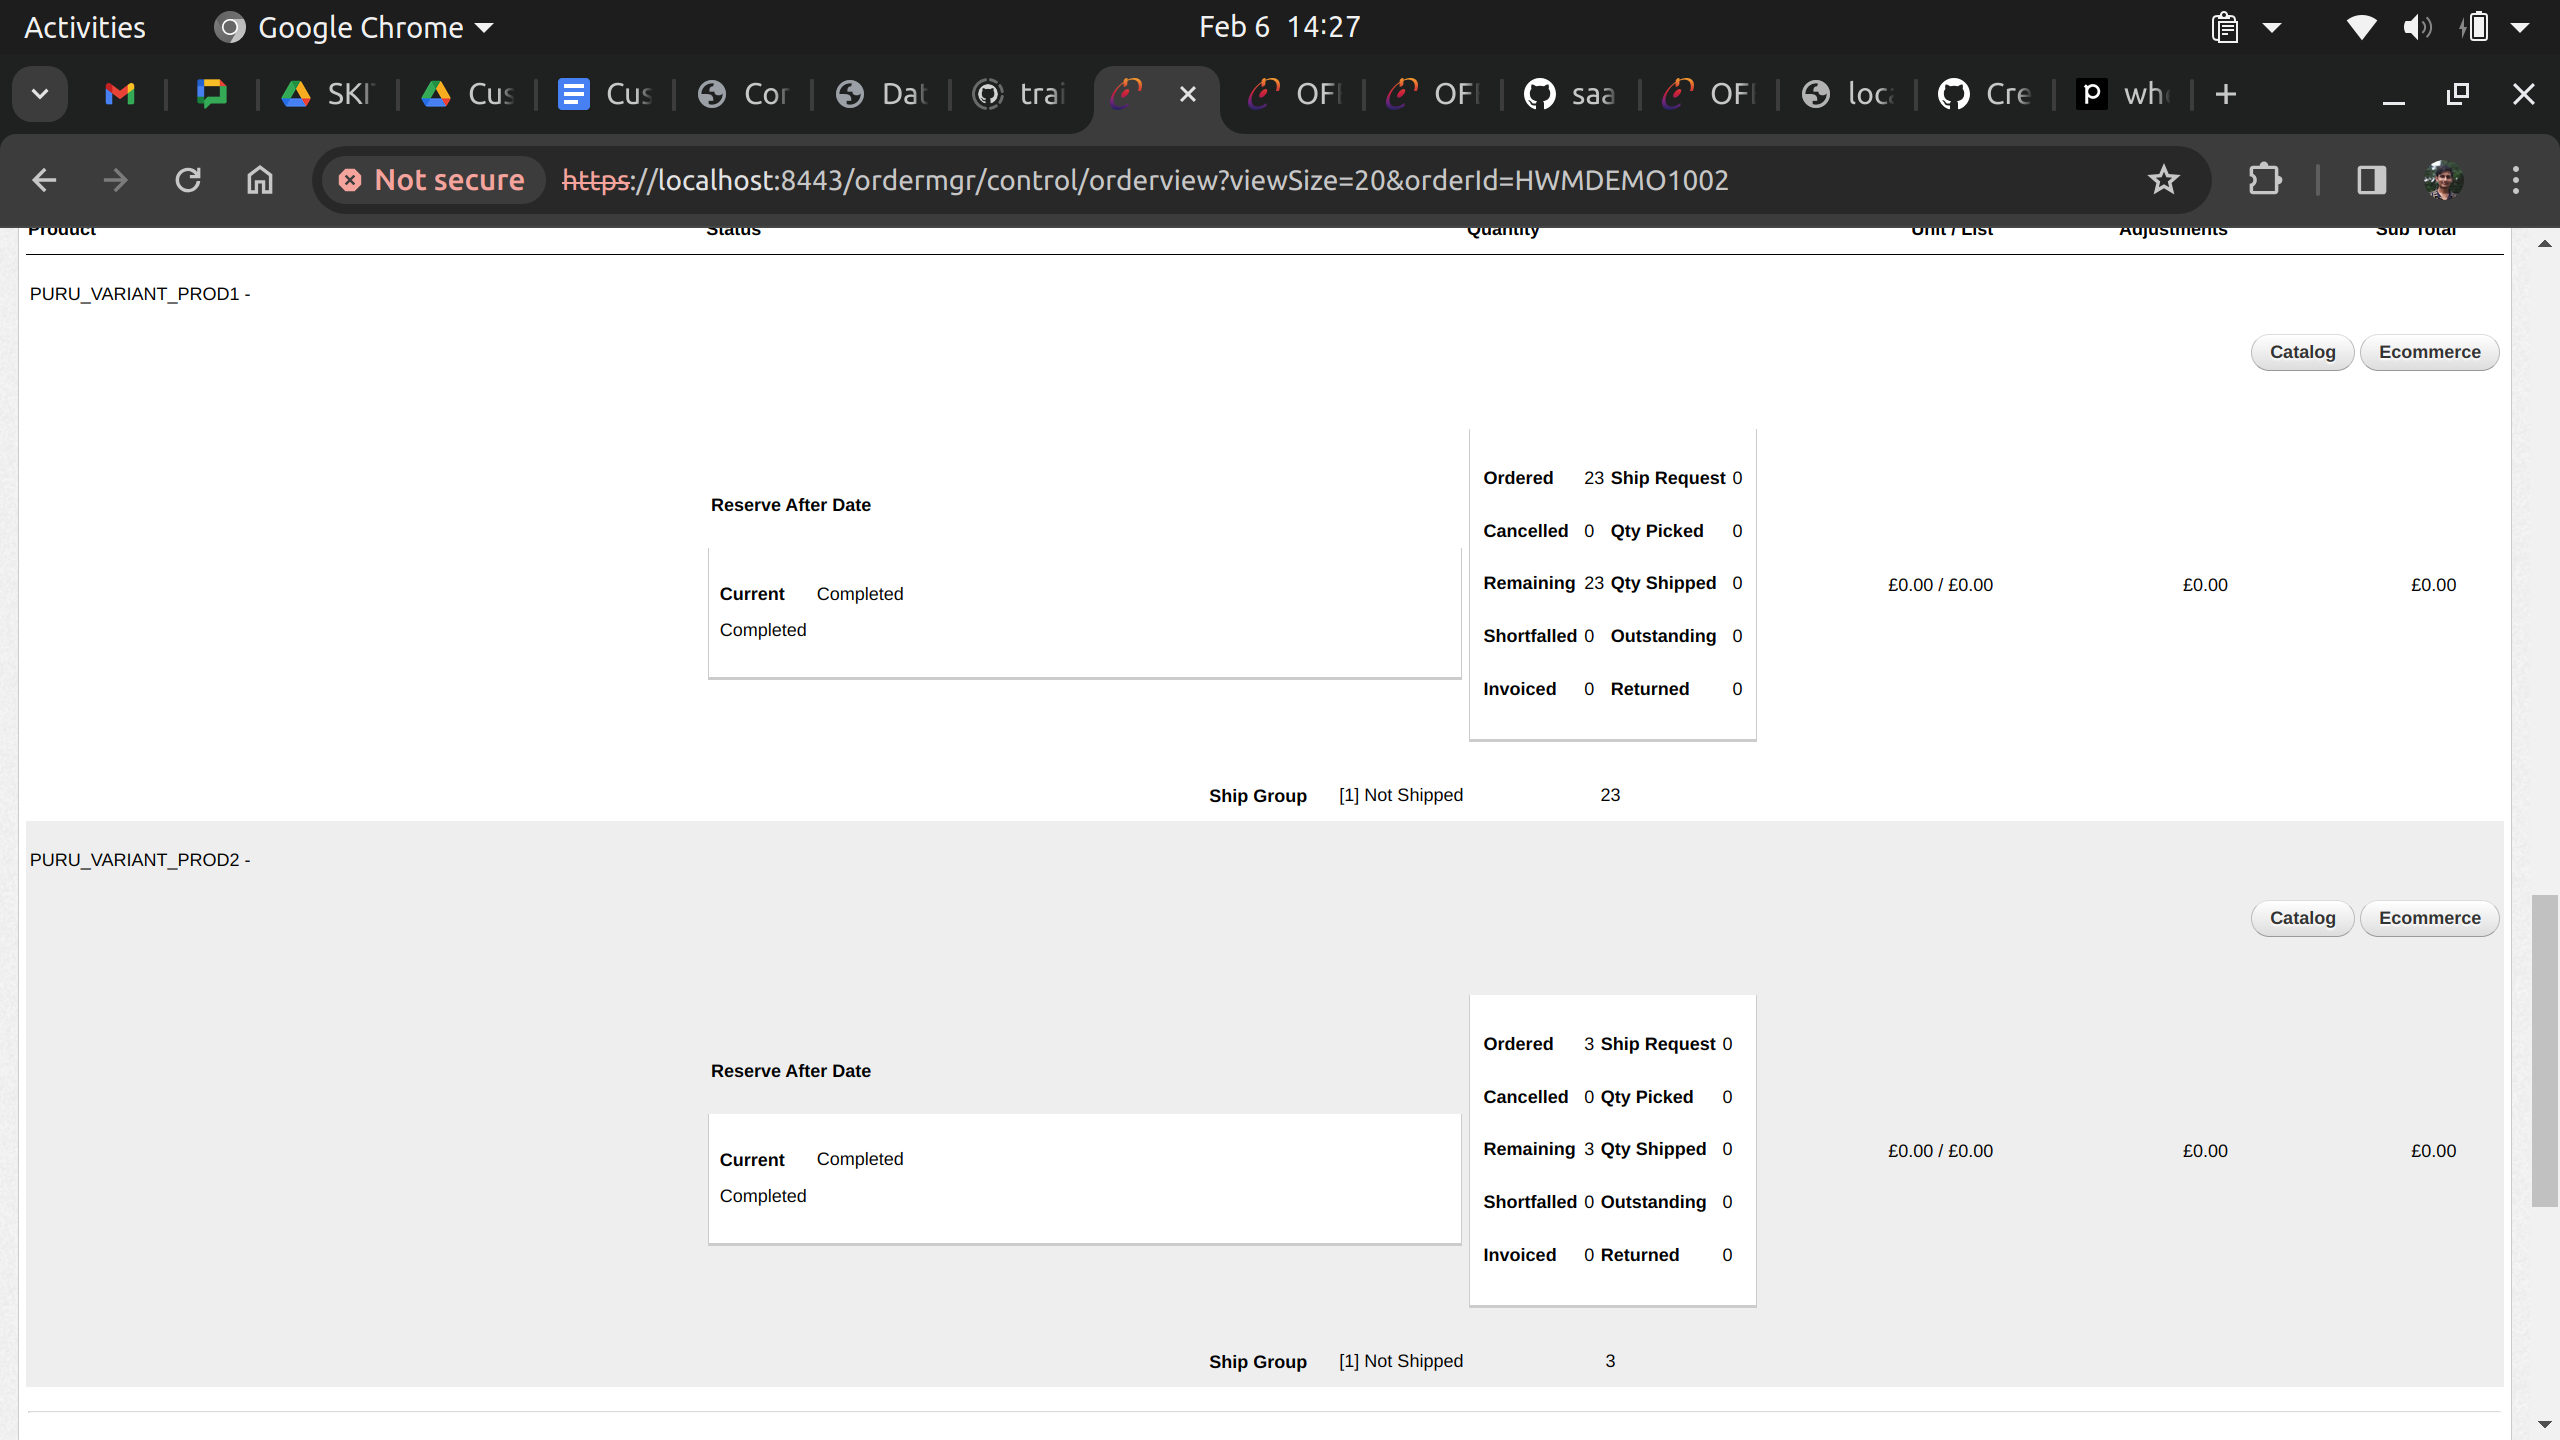 Activities Google Chrome Feb 6 14:27
SKI Cus Cus Cor Dat trai OF OF saa OF loca Cre whe
Not secure https://localhost:8443/ordermgr/control/orderview?viewSize=20&orderId=HWMDEMO1002
Product Status Quantity Unit / List Adjustments Sub Total
PURU_VARIANT_PROD1 -
Catalog Ecommerce
Ordered 23 Ship Request 0
Reserve After Date
Cancelled 0 Qty Picked 0
Remaining 23 Qty Shipped 0 £0.00 / £0.00 £0.00 £0.00
Current Completed
Completed
Shortfalled 0 Outstanding 0
Invoiced 0 Returned 0
Ship Group [1] Not Shipped 23
PURU_VARIANT_PROD2 -
Catalog Ecommerce
Ordered 3 Ship Request 0
Reserve After Date
Cancelled 0 Qty Picked 0
Remaining 3 Qty Shipped 0 £0.00 / £0.00 £0.00 £0.00
Current Completed
Completed
Shortfalled 0 Outstanding 0
Invoiced 0 Returned 0
Ship Group [1] Not Shipped 3